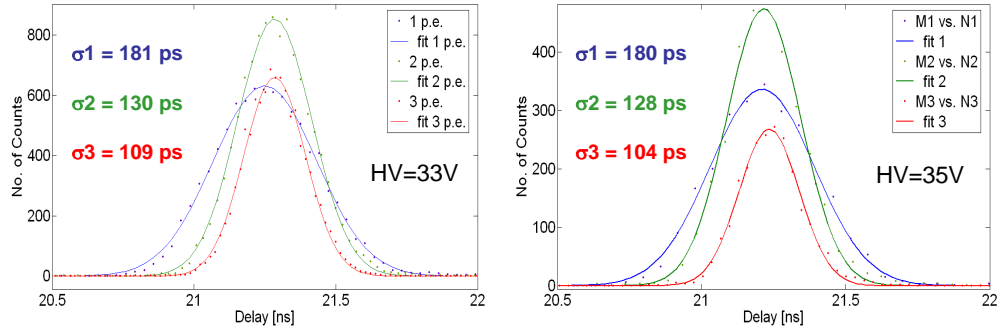 800
600
400
200
0
No. of Counts
20.5
21
21.5
22
Delay [ns]
σ1 = 181 ps
σ2 = 130 ps
σ3 = 109 ps
HV=33V
1 p.e.
fit 1 p.e.
2 p.e.
fit 2 p.e.
3 p.e.
fit 3 p.e.
400
300
200
100
0
No. of Counts
20.5
21
21.5
22
Delay [ns]
σ1 = 180 ps
σ2 = 128 ps
σ3 = 104 ps
HV=35V
M1 vs. N1
fit 1
M2 vs. N2
fit 2
M3 vs. N3
fit 3